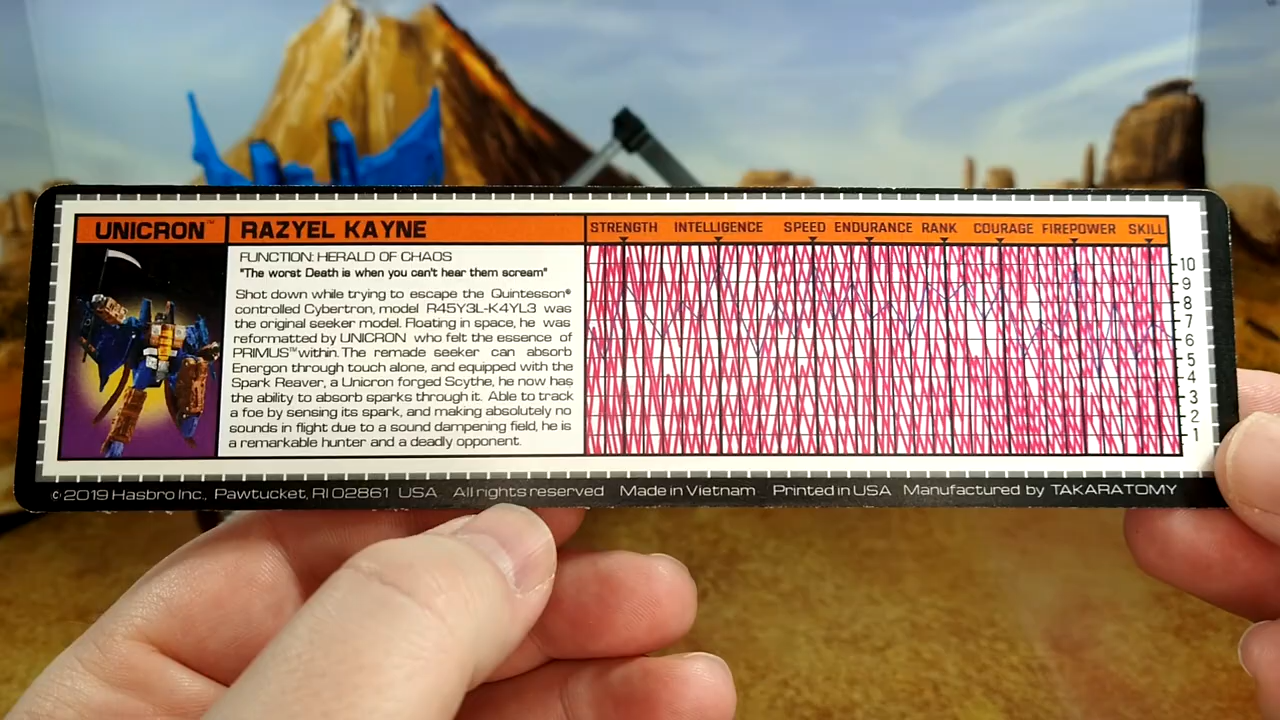 UNICRON™
RAZYEL KAYNE
STRENGTH INTELLIGENCE SPEED ENDURANCE RANK COURAGE FIREPOWER SKILL
FUNCTION: HERALD OF CHAOS
"The worst Death is when you can't hear them scream"
Shot down while trying to escape the Quintesson®
controlled Cybertron, model R45Y3L-K4YL3 was
the original seeker model. Floating in space, he was
reformatted by UNICRON who felt the essence of
PRIMUS™ within. The remade seeker can absorb
Energon through touch alone, and equipped with the
Spark Reaver, a Unicron forged Scythe, he now has
the ability to absorb sparks through it. Able to track
a foe by sensing its spark, and making absolutely no
sounds in flight due to a sound dampening field, he is
a remarkable hunter and a deadly opponent.
10
9
8
7
6
5
4
3
2
1
© 2019 Hasbro Inc., Pawtucket, RI 02861 USA All rights reserved Made in Vietnam Printed in USA Manufactured by TAKARATOMY